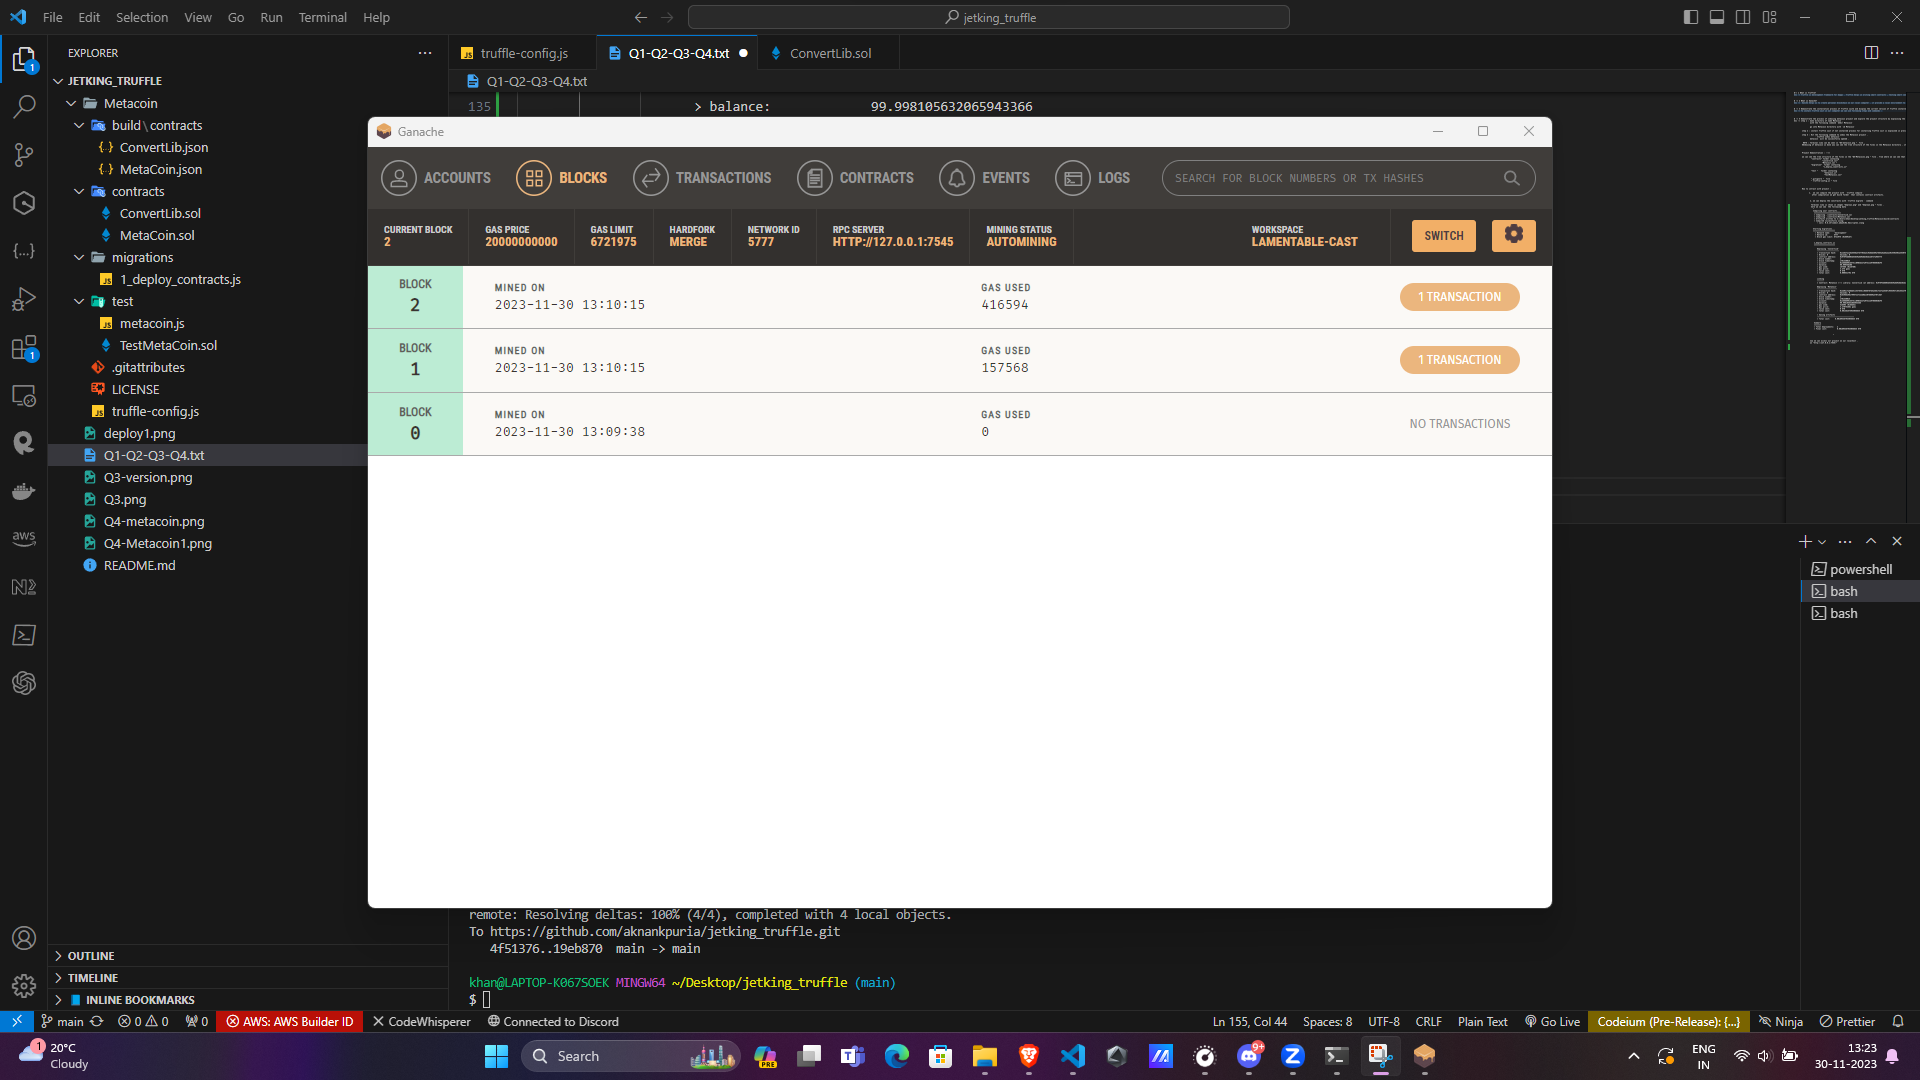 File Edit Selection View Go Run Terminal Help
jetking_truffle
EXPLORER
JETKING_TRUFFLE
Metacoin
build\contracts
ConvertLib.json
MetaCoin.json
contracts
ConvertLib.sol
MetaCoin.sol
migrations
1_deploy_contracts.js
test
metacoin.js
TestMetaCoin.sol
.gitattributes
LICENSE
truffle-config.js
deploy1.png
Q1-Q2-Q3-Q4.txt
Q3-version.png
Q3.png
Q4-metacoin.png
Q4-Metacoin1.png
README.md
OUTLINE
TIMELINE
INLINE BOOKMARKS
truffle-config.js Q1-Q2-Q3-Q4.txt ConvertLib.sol
Q1-Q2-Q3-Q4.txt
135 > balance: 99.998105632065943366
Ganache
ACCOUNTS BLOCKS TRANSACTIONS CONTRACTS EVENTS LOGS SEARCH FOR BLOCK NUMBERS OR TX HASHES
CURRENT BLOCK GAS PRICE GAS LIMIT HARDFORK NETWORK ID RPC SERVER MINING STATUS WORKSPACE
2 20000000000 6721975 MERGE 5777 HTTP://127.0.0.1:7545 AUTOMINING LAMENTABLE-CAST SWITCH
BLOCK MINED ON GAS USED
2 2023-11-30 13:10:15 416594 1 TRANSACTION
BLOCK MINED ON GAS USED
1 2023-11-30 13:10:15 157568 1 TRANSACTION
BLOCK MINED ON GAS USED
0 2023-11-30 13:09:38 0 NO TRANSACTIONS
powershell
bash
bash
remote: Resolving deltas: 100% (4/4), completed with 4 local objects.
To https://github.com/aknankpuria/jetking_truffle.git
4f51376..19eb870 main -> main
khan@LAPTOP-K067SOEK MINGW64 ~/Desktop/jetking_truffle (main)
$
main 0 0 0 AWS: AWS Builder ID CodeWhisperer Connected to Discord Ln 155, Col 44 Spaces: 8 UTF-8 CRLF Plain Text Go Live Codeium (Pre-Release): {...} Ninja Prettier
20°C
Cloudy
Search
ENG
IN
13:23
30-11-2023